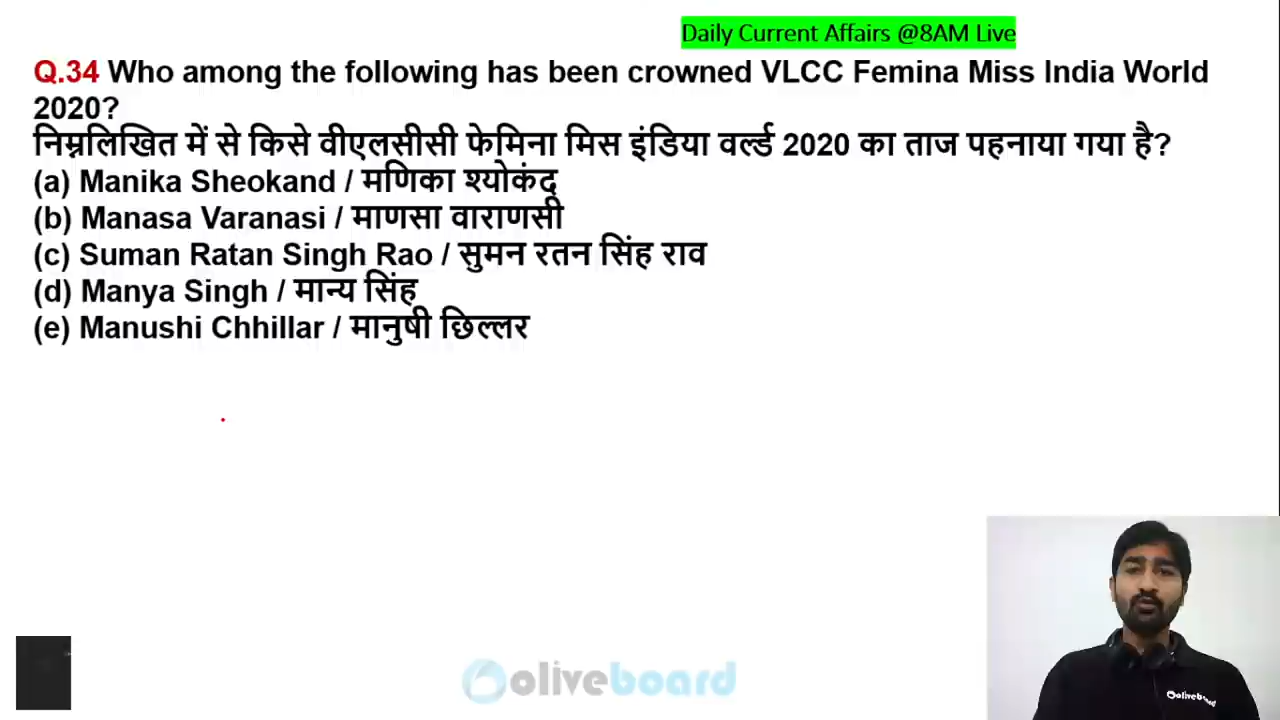 Daily Current Affairs @8AM Live
Q.34 Who among the following has been crowned VLCC Femina Miss India World
2020?
निम्नलिखित में से किसे वीएलसीसी फेमिना मिस इंडिया वर्ल्ड 2020 का ताज पहनाया गया है?
(a) Manika Sheokand / मणिका श्योकंद
(b) Manasa Varanasi / माणसा वाराणसी
(c) Suman Ratan Singh Rao / सुमन रतन सिंह राव
(d) Manya Singh / मान्य सिंह
(e) Manushi Chhillar / मानुषी छिल्लर
oliveboard
oliveboard